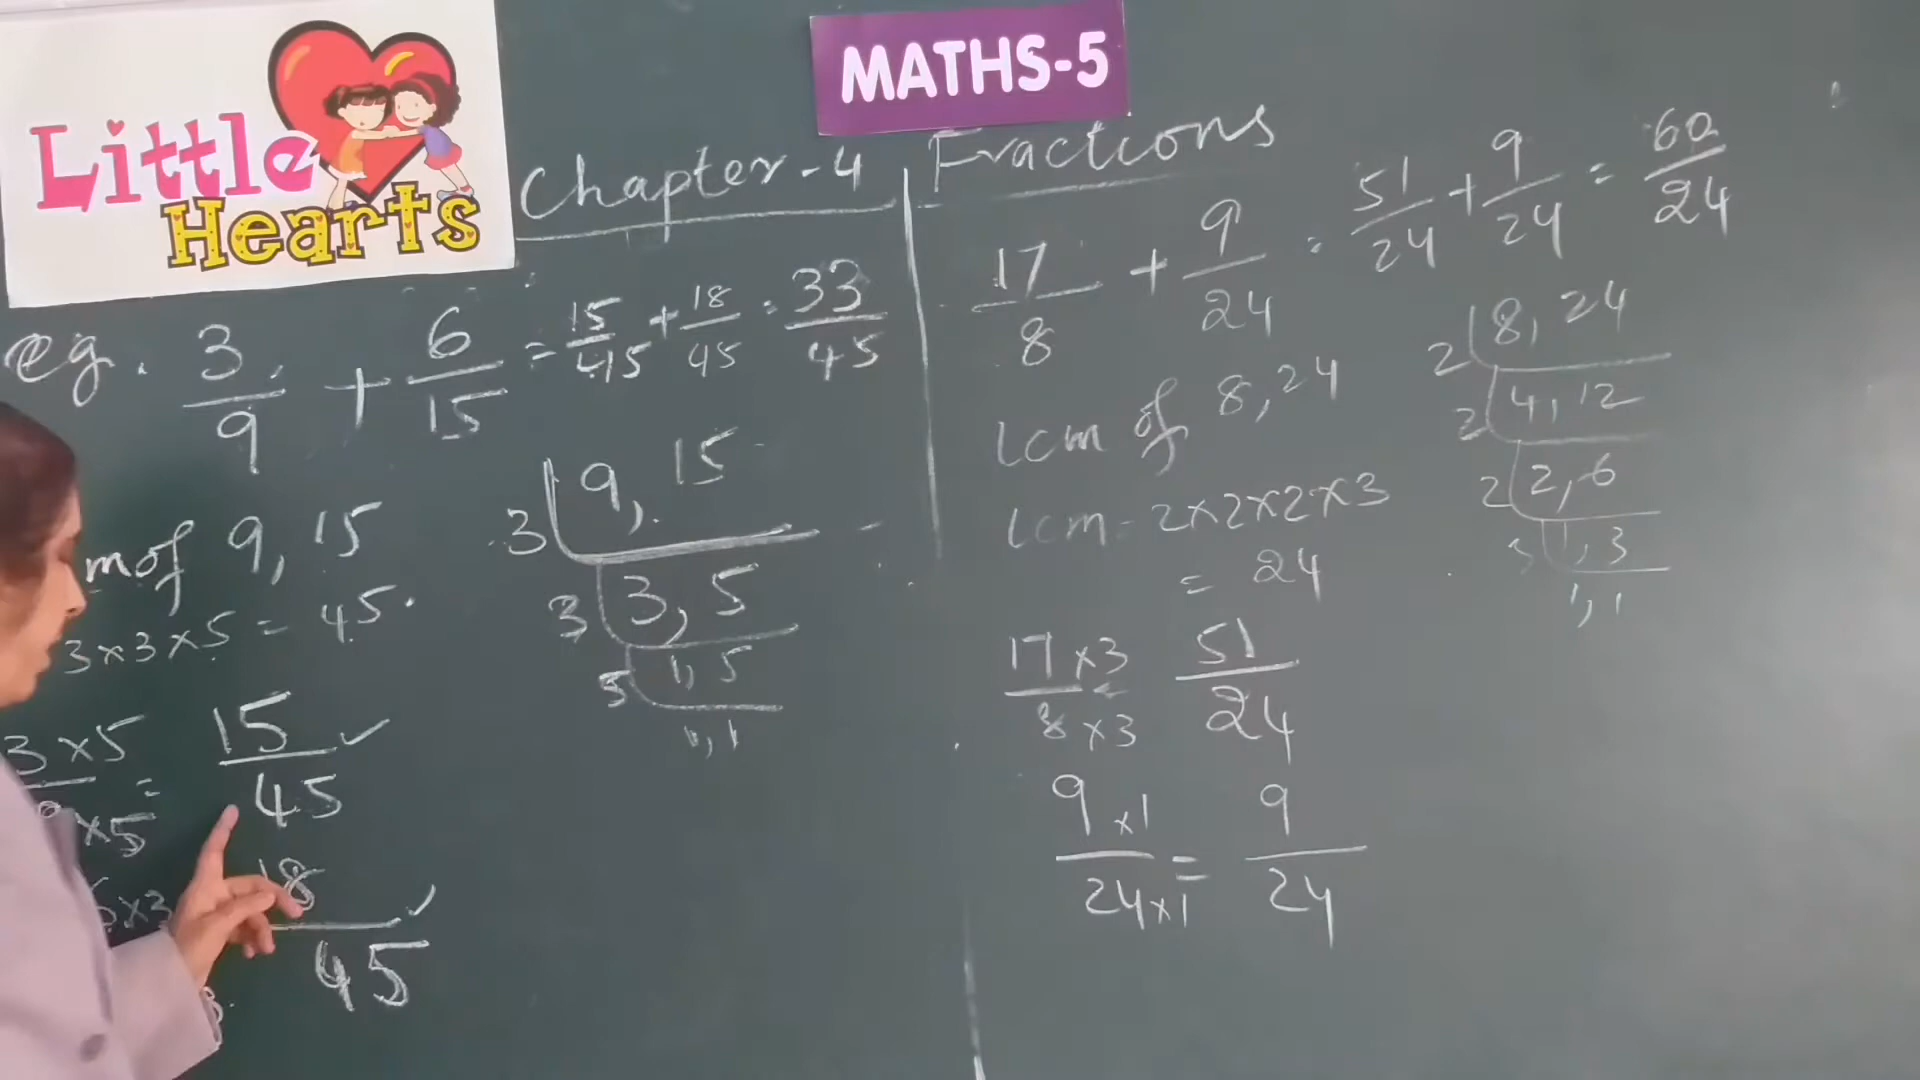 Little
Hearts
MATHS-5
Chapter-4
Fractions
eg. 3/9 + 6/15 = 15/45 + 18/45 = 33/45
m of 9, 15
3×3×5 = 45.
3 | 9, 15
3 | 3, 5
5 | 1, 5
1, 1
3×5/9×5 = 15/45 ✓
6×3
18/45 ✓
17/8 + 9/24 = 51/24 + 9/24 = 60/24
lcm of 8, 24
lcm = 2×2×2×3
= 24
2 | 8, 24
2 | 4, 12
2 | 2, 6
3 | 1, 3
1, 1
17×3/8×3 = 51/24
9×1/24×1 = 9/24